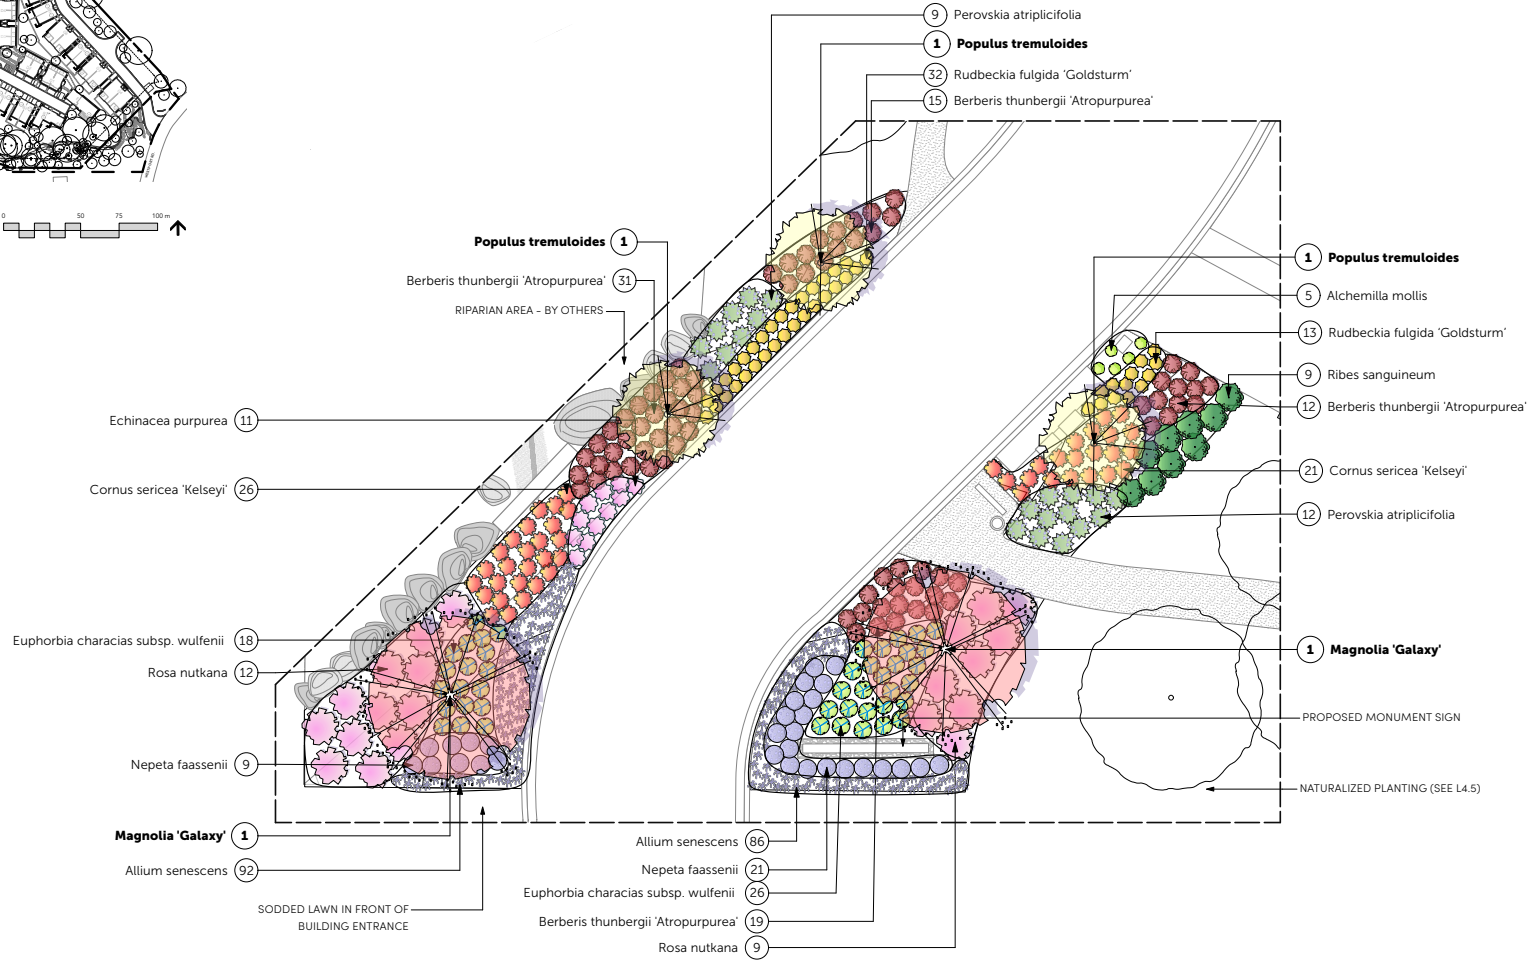 9 Perovskia atriplicifolia
1 Populus tremuloides
32 Rudbeckia fulgida ‘Goldsturm’
15 Berberis thunbergii 'Atropurpurea'
0 50 75 100 m
Populus tremuloides 1
Berberis thunbergii 'Atropurpurea' 31
RIPARIAN AREA - BY OTHERS
Echinacea purpurea 11
Cornus sericea 'Kelseyi' 26
Euphorbia characias subsp. wulfenii 18
Rosa nutkana 12
Nepeta faassenii 9
Magnolia 'Galaxy' 1
Allium senescens 92
SODDED LAWN IN FRONT OF
BUILDING ENTRANCE
1 Populus tremuloides
5 Alchemilla mollis
13 Rudbeckia fulgida ‘Goldsturm’
9 Ribes sanguineum
12 Berberis thunbergii 'Atropurpurea'
21 Cornus sericea 'Kelseyi'
12 Perovskia atriplicifolia
1 Magnolia 'Galaxy'
PROPOSED MONUMENT SIGN
NATURALIZED PLANTING (SEE L4.5)
Allium senescens 86
Nepeta faassenii 21
Euphorbia characias subsp. wulfenii 26
Berberis thunbergii 'Atropurpurea' 19
Rosa nutkana 9